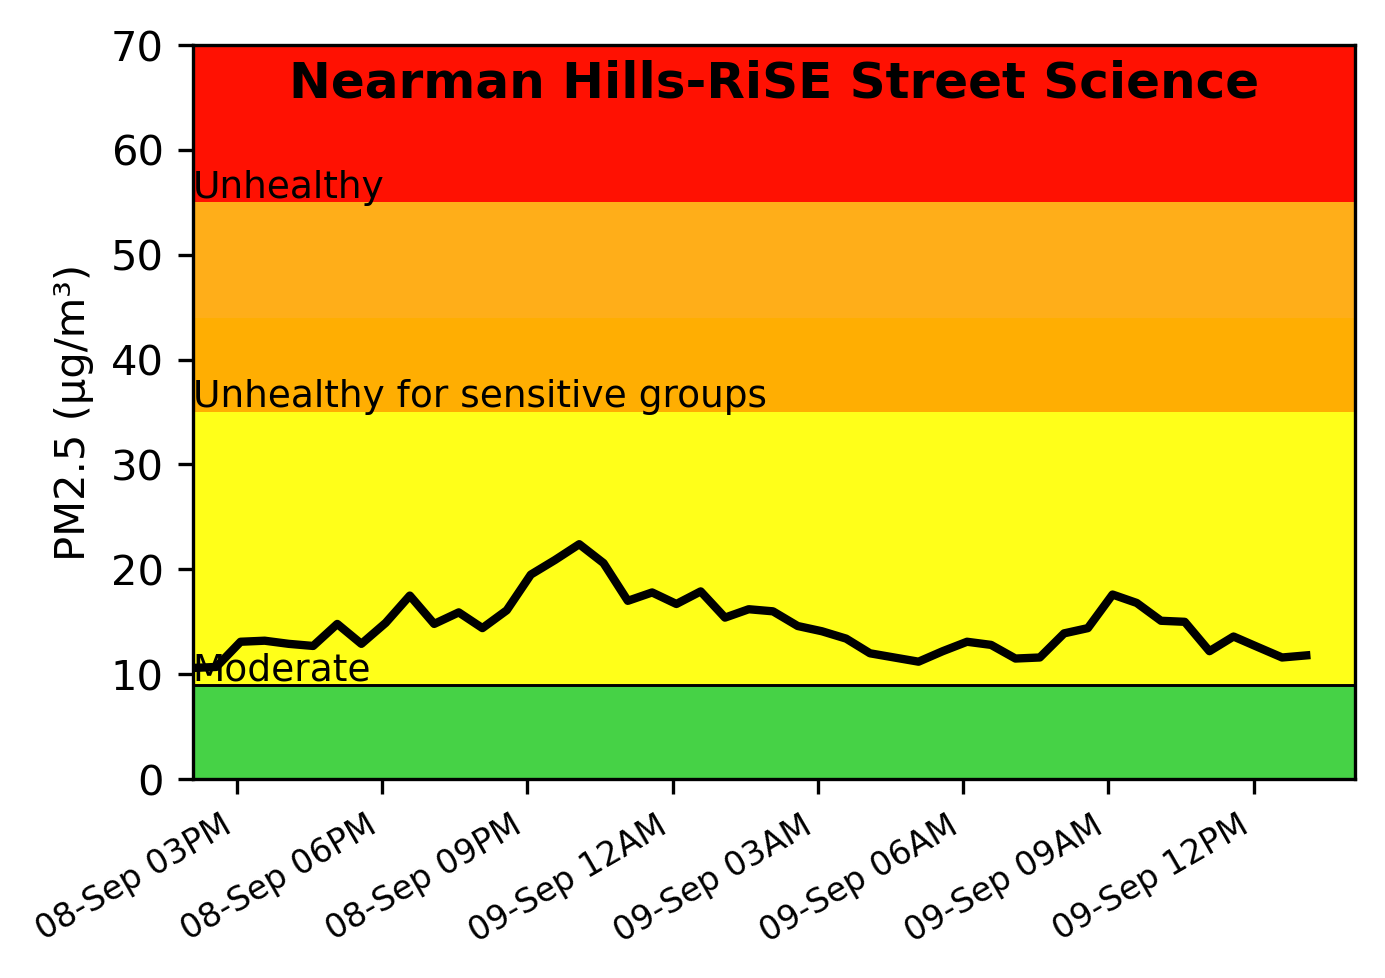 Nearman Hills-RiSE Street Science
70
60
50
40
30
20
10
0
PM2.5 (µg/m³)
Unhealthy
Unhealthy for sensitive groups
Moderate
08-Sep 03PM
08-Sep 06PM
08-Sep 09PM
09-Sep 12AM
09-Sep 03AM
09-Sep 06AM
09-Sep 09AM
09-Sep 12PM